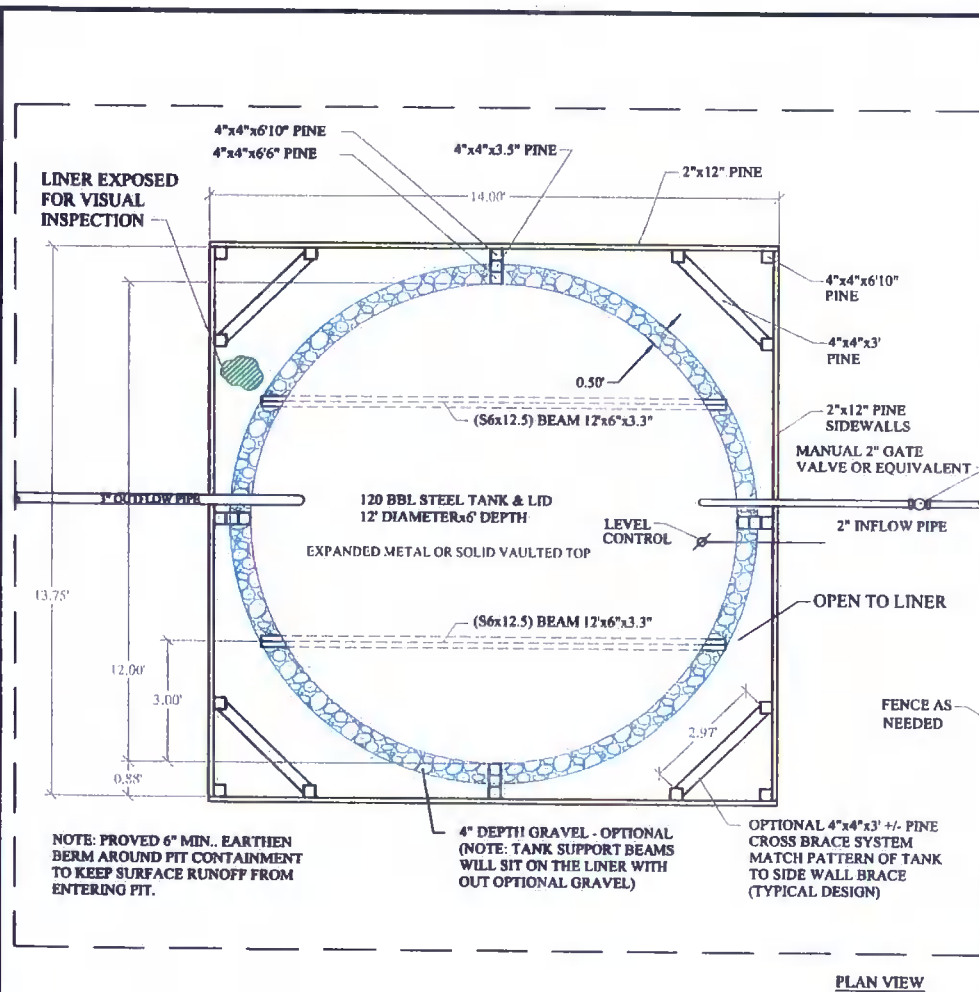 4"x4"x6'10" PINE
4"x4"x6'6" PINE
4"x4"x3.5" PINE
2"x12" PINE
LINER EXPOSED
FOR VISUAL
INSPECTION
14.00'
4"x4"x6'10"
PINE
4"x4"x3'
PINE
0.50'
(S6x12.5) BEAM 12'x6"x3.3"
2"x12" PINE
SIDEWALLS
MANUAL 2" GATE
VALVE OR EQUIVALENT
OUTFLOW PIPE
120 BBL STEEL TANK & LID
12' DIAMETERx6' DEPTH
LEVEL
CONTROL
2" INFLOW PIPE
EXPANDED METAL OR SOLID VAULTED TOP
13.75'
OPEN TO LINER
(S6x12.5) BEAM 12'x6"x3.3"
12.00'
3.00'
FENCE AS
NEEDED
2.97'
0.88'
NOTE: PROVED 6" MIN.. EARTHEN
BERM AROUND PIT CONTAINMENT
TO KEEP SURFACE RUNOFF FROM
ENTERING PIT.
4" DEPTH GRAVEL - OPTIONAL
(NOTE: TANK SUPPORT BEAMS
WILL SIT ON THE LINER WITH
OUT OPTIONAL GRAVEL)
OPTIONAL 4"x4"x3' +/- PINE
CROSS BRACE SYSTEM
MATCH PATTERN OF TANK
TO SIDE WALL BRACE
(TYPICAL DESIGN)
PLAN VIEW